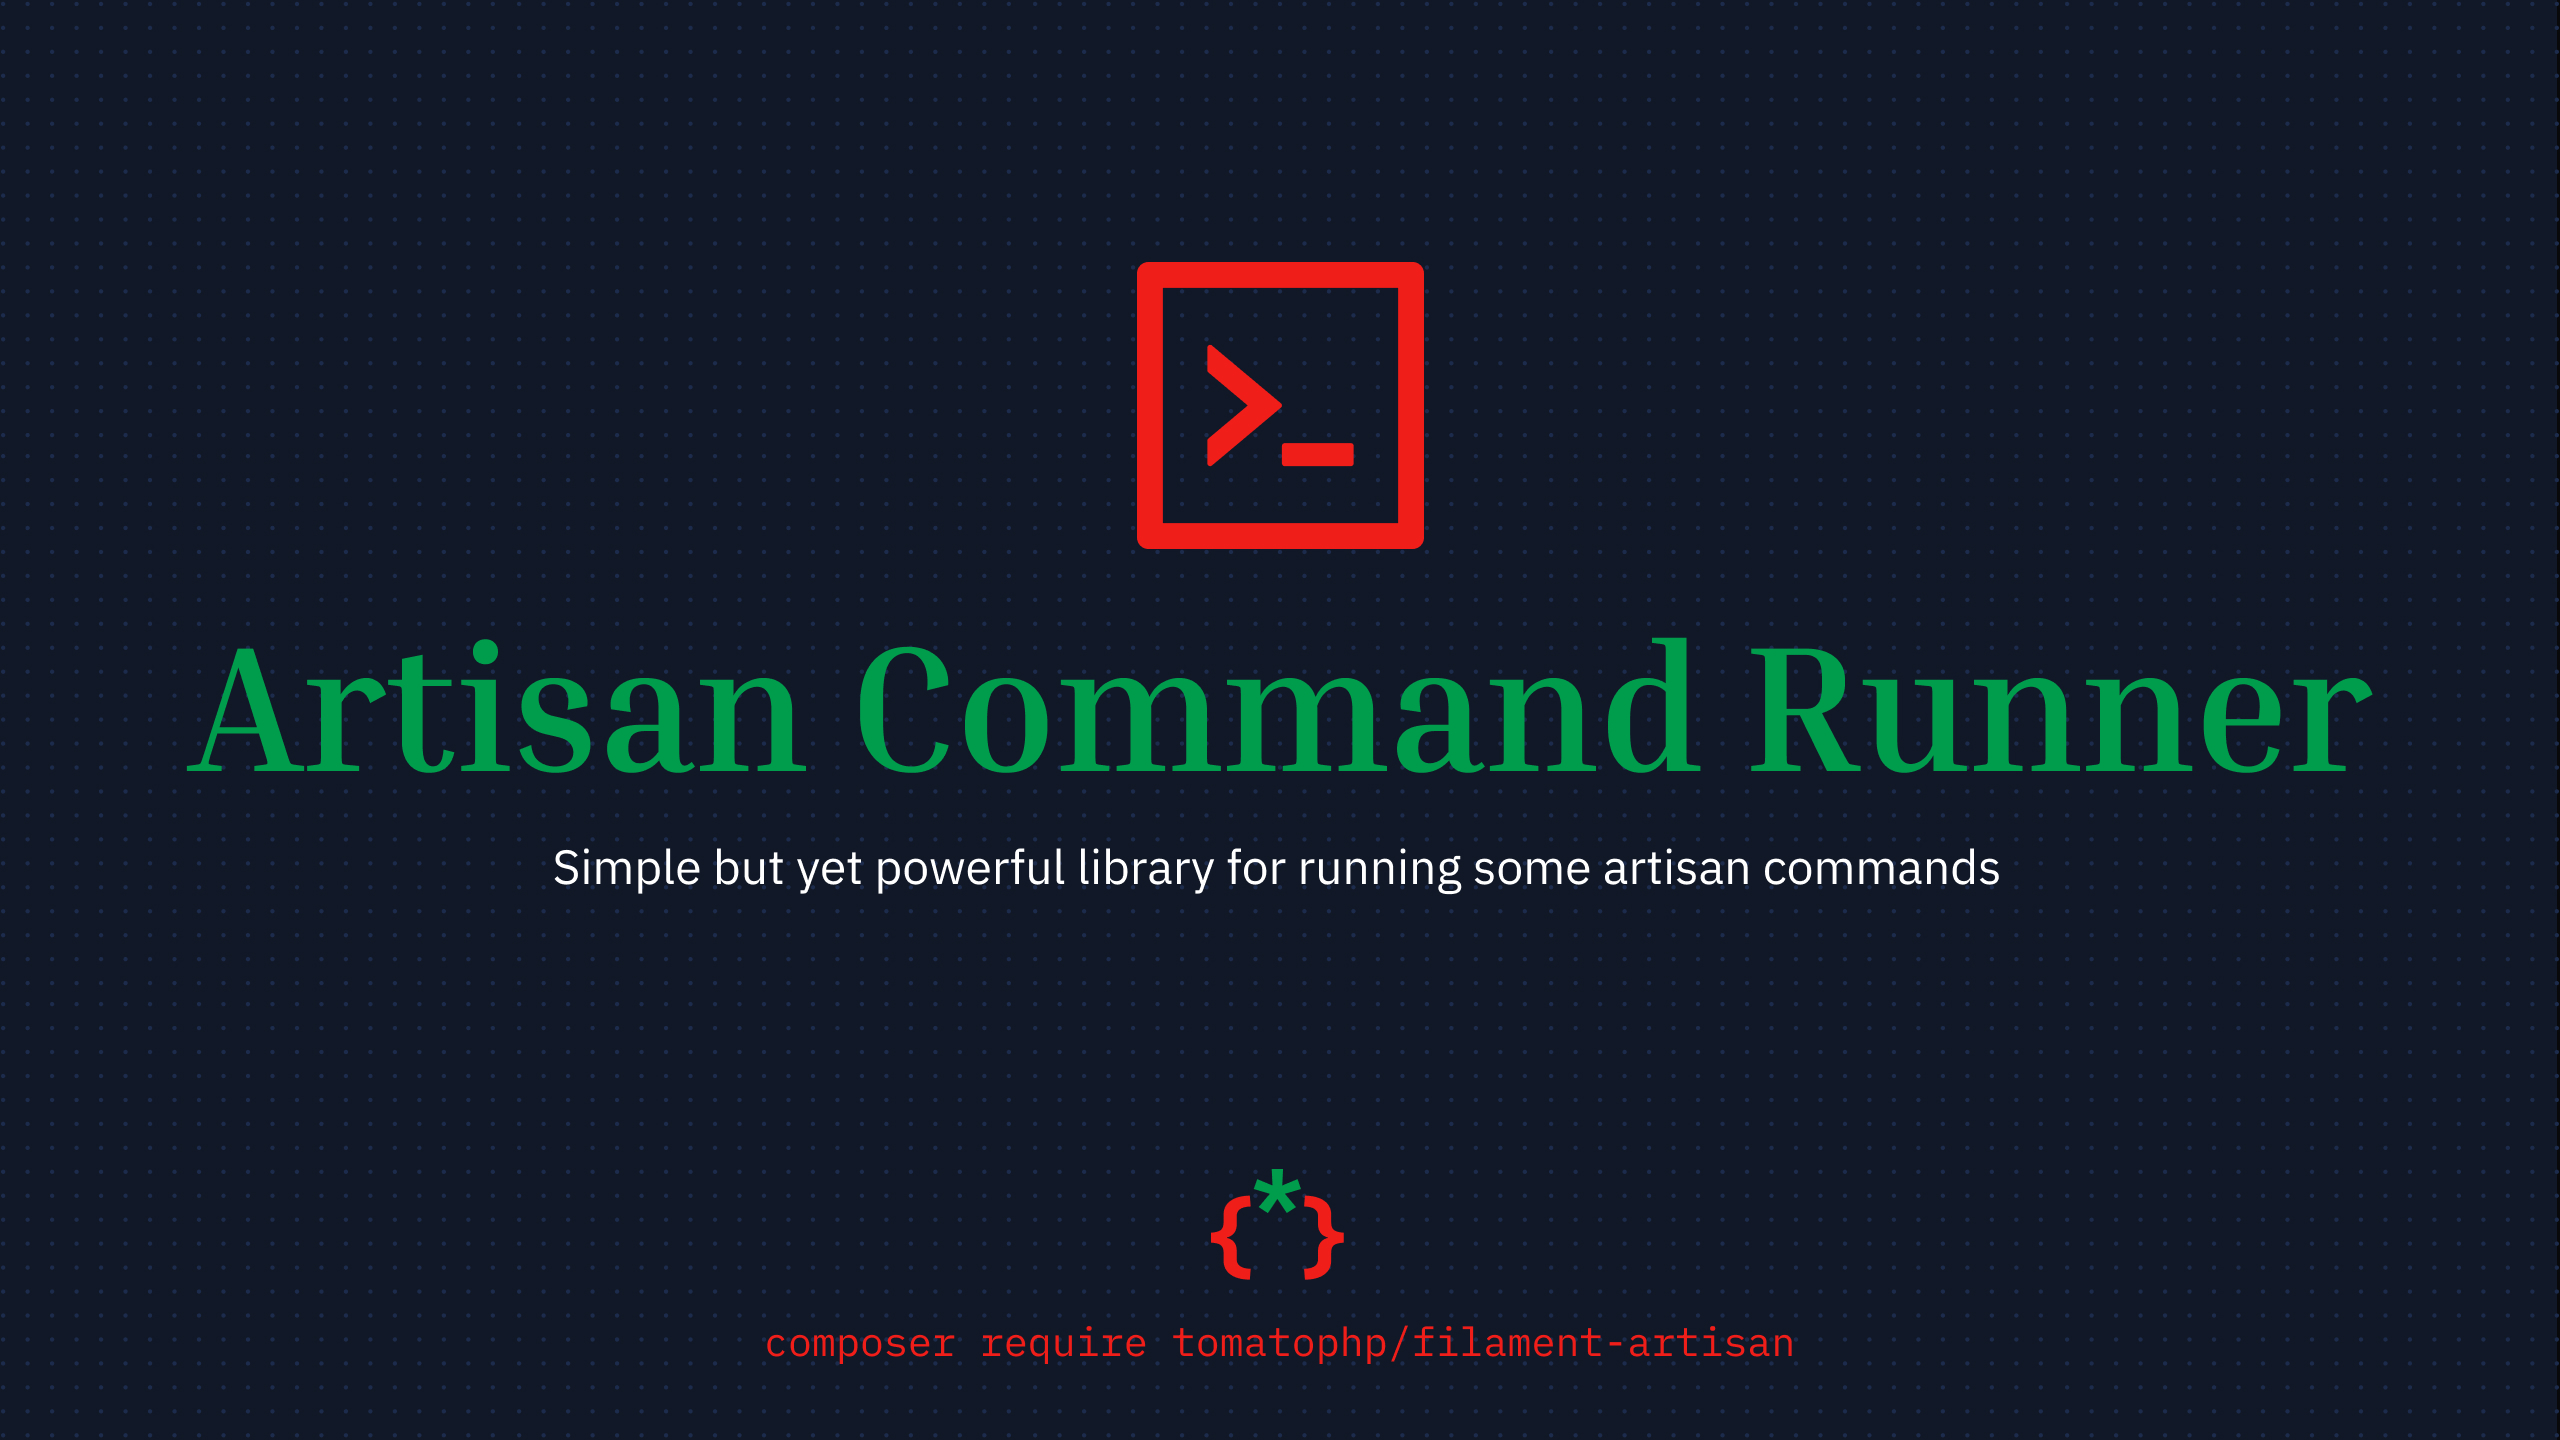 >_
Artisan Command Runner
Simple but yet powerful library for running some artisan commands
{*}
composer require tomatophp/filament-artisan